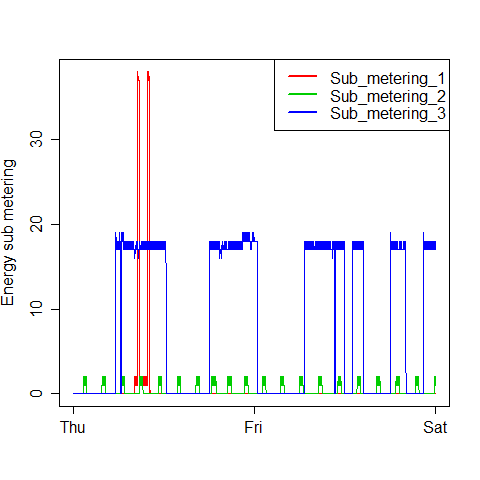 Sub_metering_1
Sub_metering_2
Sub_metering_3
Energy sub metering
30
20
10
0
Thu Fri Sat